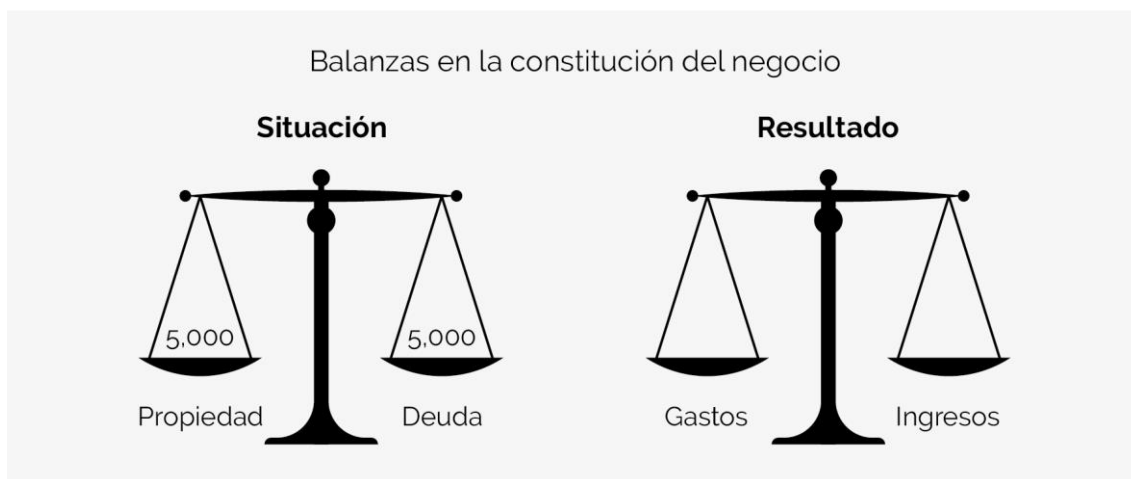 Balanzas en la constitución del negocio
Situación
5,000
5,000
Propiedad
Deuda
Resultado
Gastos
Ingresos